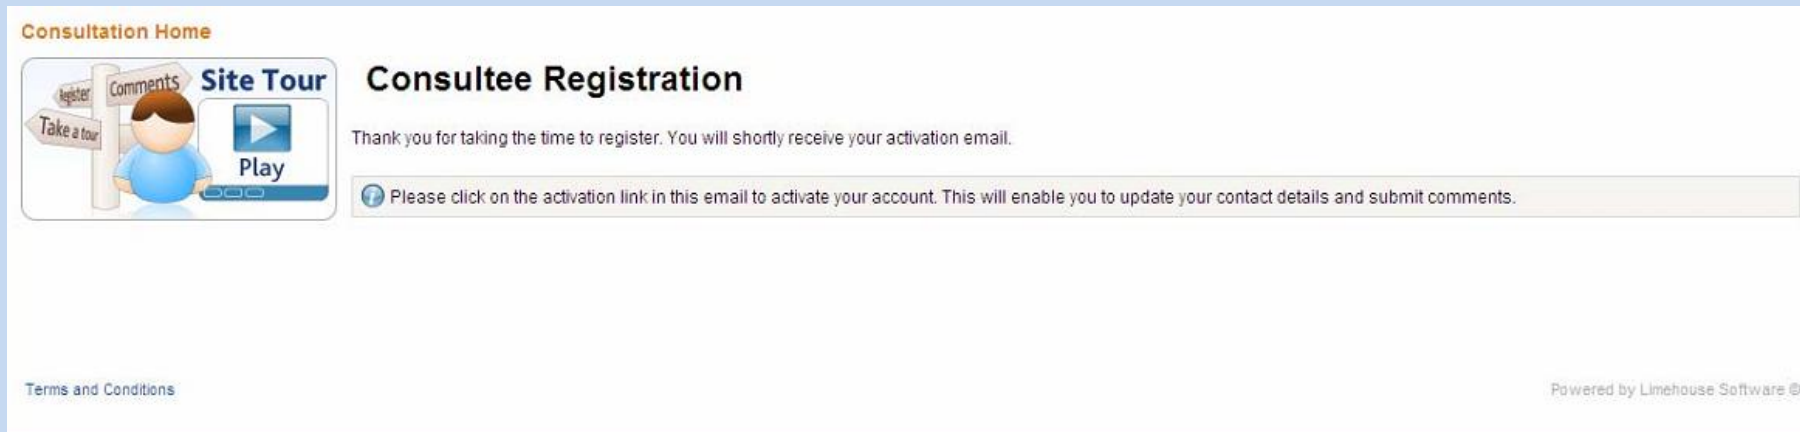 Consultation Home
Register
Comments
Take a tour
Site Tour
Play
Consultee Registration
Thank you for taking the time to register. You will shortly receive your activation email.
Please click on the activation link in this email to activate your account. This will enable you to update your contact details and submit comments.
Terms and Conditions
Powered by Limehouse Software ©